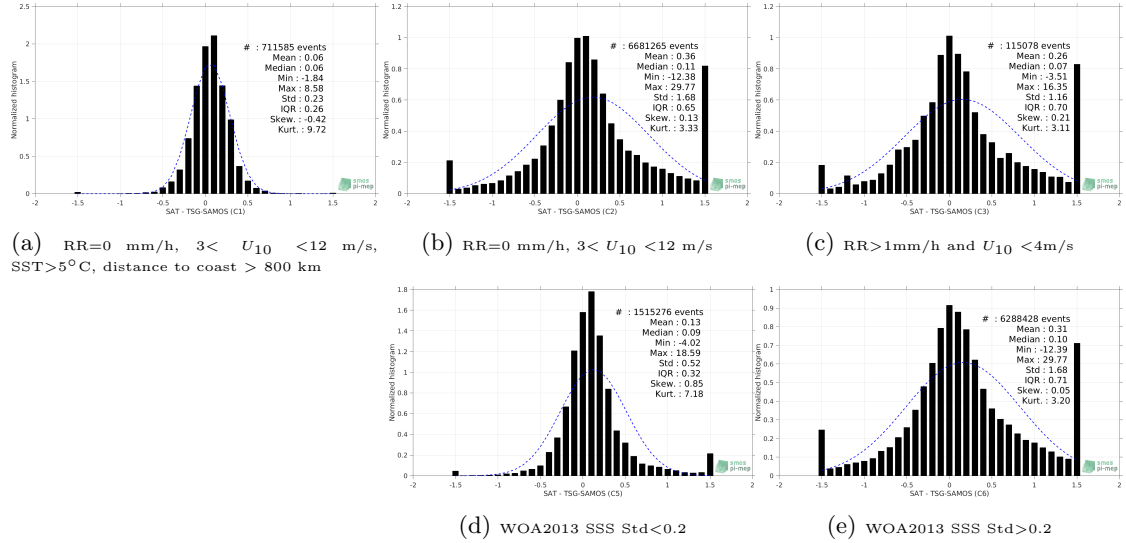 2.5
2
1.5
1
0.5
0
-2
-1.5
-1
-0.5
0
0.5
1
1.5
2
Normalized histogram
SAT - TSG-SAMOS (C1)
# : 711585 events
Mean : 0.06
Median : 0.06
Min : -1.84
Max : 8.58
Std : 0.23
IQR : 0.26
Skew. : -0.42
Kurt. : 9.72
smos
pi-mep
(a) RR=0 mm/h, 3< U10 <12 m/s,
SST>5°C, distance to coast > 800 km
1.2
1
0.8
0.6
0.4
0.2
0
-2
-1.5
-1
-0.5
0
0.5
1
1.5
2
Normalized histogram
SAT - TSG-SAMOS (C2)
# : 6681265 events
Mean : 0.36
Median : 0.11
Min : -12.38
Max : 29.77
Std : 1.68
IQR : 0.65
Skew. : 0.13
Kurt. : 3.33
smos
pi-mep
(b) RR=0 mm/h, 3< U10 <12 m/s
1.2
1
0.8
0.6
0.4
0.2
0
-2
-1.5
-1
-0.5
0
0.5
1
1.5
2
Normalized histogram
SAT - TSG-SAMOS (C3)
# : 115078 events
Mean : 0.26
Median : 0.07
Min : -3.51
Max : 16.35
Std : 1.16
IQR : 0.70
Skew. : 0.21
Kurt. : 3.11
smos
pi-mep
(c) RR>1mm/h and U10 <4m/s
1.8
1.6
1.4
1.2
1
0.8
0.6
0.4
0.2
0
-2
-1.5
-1
-0.5
0
0.5
1
1.5
2
Normalized histogram
SAT - TSG-SAMOS (C5)
# : 1515276 events
Mean : 0.13
Median : 0.09
Min : -4.02
Max : 18.59
Std : 0.52
IQR : 0.32
Skew. : 0.85
Kurt. : 7.18
smos
pi-mep
(d) WOA2013 SSS Std<0.2
1
0.9
0.8
0.7
0.6
0.5
0.4
0.3
0.2
0.1
0
-2
-1.5
-1
-0.5
0
0.5
1
1.5
2
Normalized histogram
SAT - TSG-SAMOS (C6)
# : 6288428 events
Mean : 0.31
Median : 0.10
Min : -12.39
Max : 29.77
Std : 1.68
IQR : 0.71
Skew. : 0.05
Kurt. : 3.20
smos
pi-mep
(e) WOA2013 SSS Std>0.2